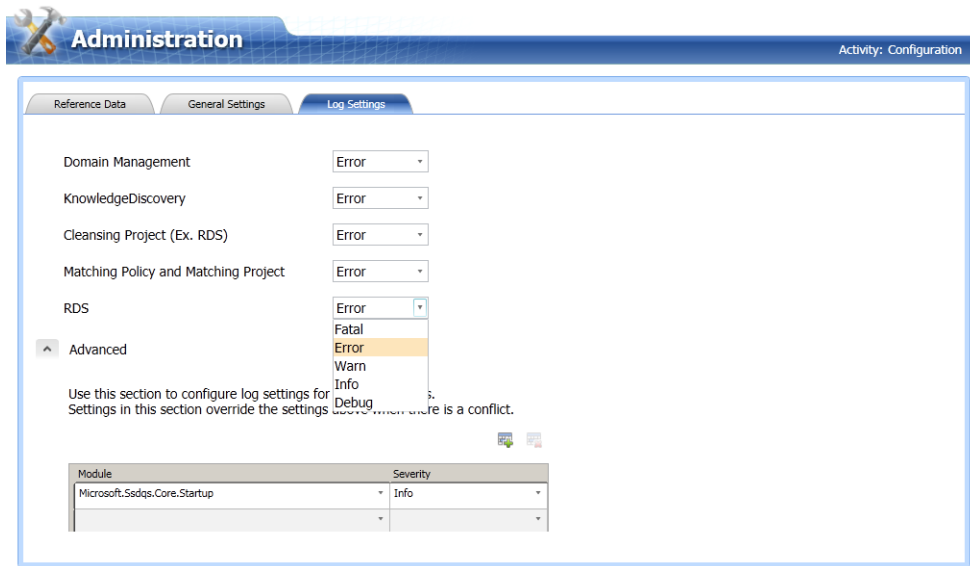 Administration
Activity: Configuration
Reference Data
General Settings
Log Settings
Domain Management
Error
KnowledgeDiscovery
Error
Cleansing Project (Ex. RDS)
Error
Matching Policy and Matching Project
Error
RDS
Error
Fatal
Error
Warn
Info
Debug
Advanced
Use this section to configure log settings for s.
Settings in this section override the settings above when there is a conflict.
Module
Severity
Microsoft.Ssdqs.Core.Startup
Info